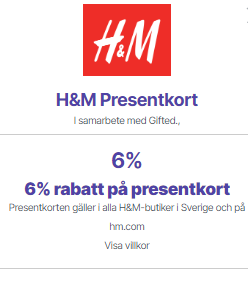 H&M
H&M Presentkort
I samarbete med Gifted.,
6%
6% rabatt på presentkort
Presentkorten gäller i alla H&M-butiker i Sverige och på
hm.com
Visa villkor